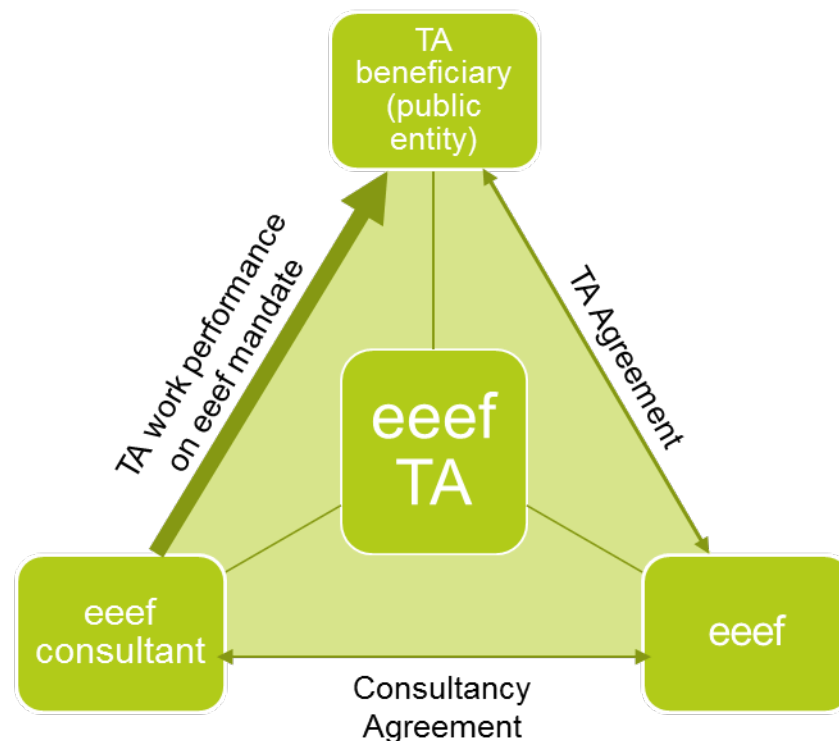 TA
beneficiary
(public
entity)
TA work performance
on eeef mandate
TA Agreement
eeef
TA
eeef
consultant
eeef
Consultancy
Agreement